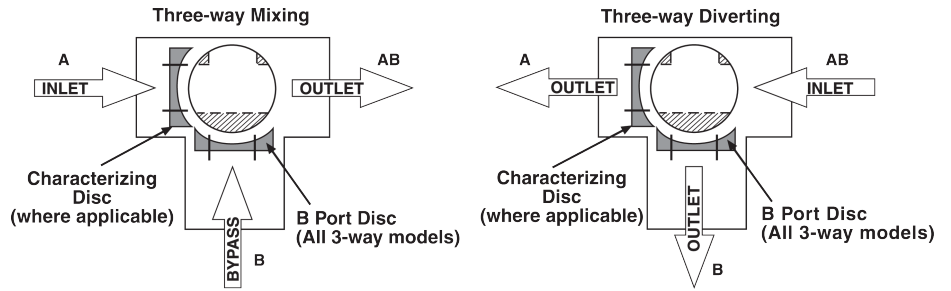 Three-way Mixing
A
AB
INLET
OUTLET
Characterizing
Disc
(where applicable)
B Port Disc
(All 3-way models)
BYPASS
B
Three-way Diverting
A
AB
OUTLET
INLET
Characterizing
Disc
(where applicable)
B Port Disc
(All 3-way models)
OUTLET
B